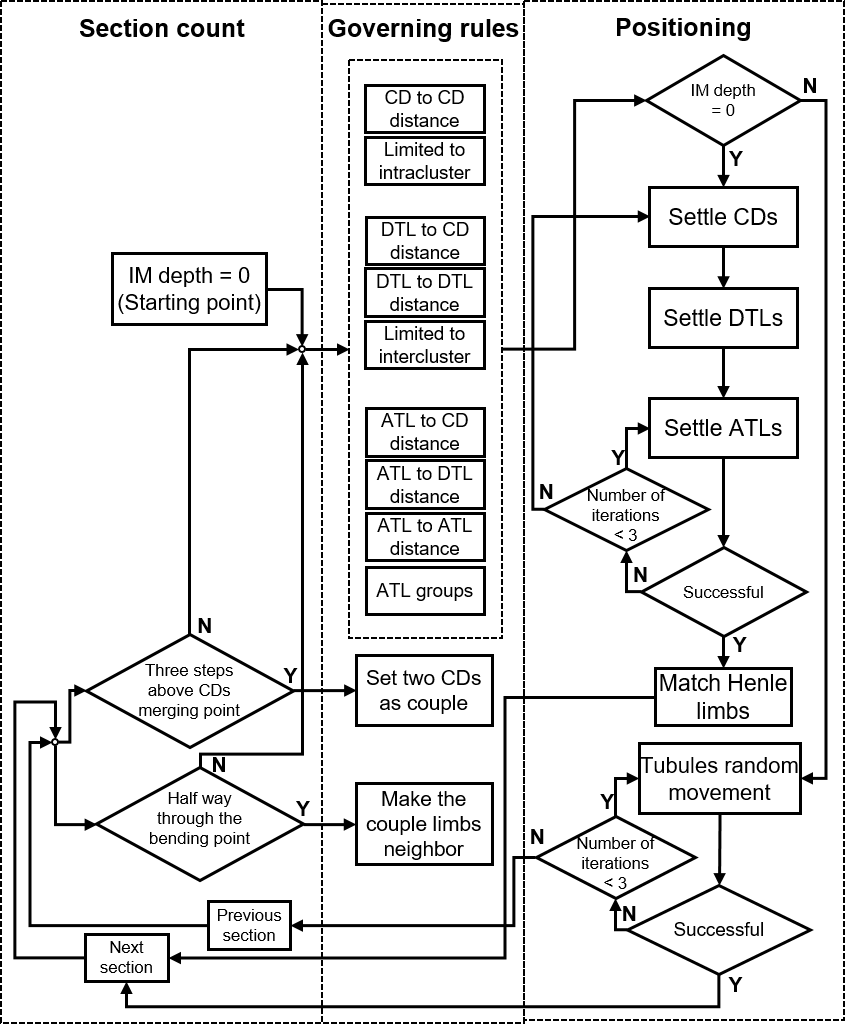 Section count
Governing rules
Positioning
IM depth = 0
(Starting point)
N
Three steps
above CDs
merging point
Y
N
Half way
through the
bending point
Y
Previous
section
Next
section
CD to CD
distance
Limited to
intracluster
DTL to CD
distance
DTL to DTL
distance
Limited to
intercluster
ATL to CD
distance
ATL to DTL
distance
ATL to ATL
distance
ATL groups
Set two CDs
as couple
Make the
couple limbs
neighbor
IM depth
= 0
N
Y
Settle CDs
Settle DTLs
Settle ATLs
Y
N
Number of
iterations
< 3
N
Successful
Y
Match Henle
limbs
Tubules random
movement
Y
N
Number of
iterations
< 3
N
Successful
Y